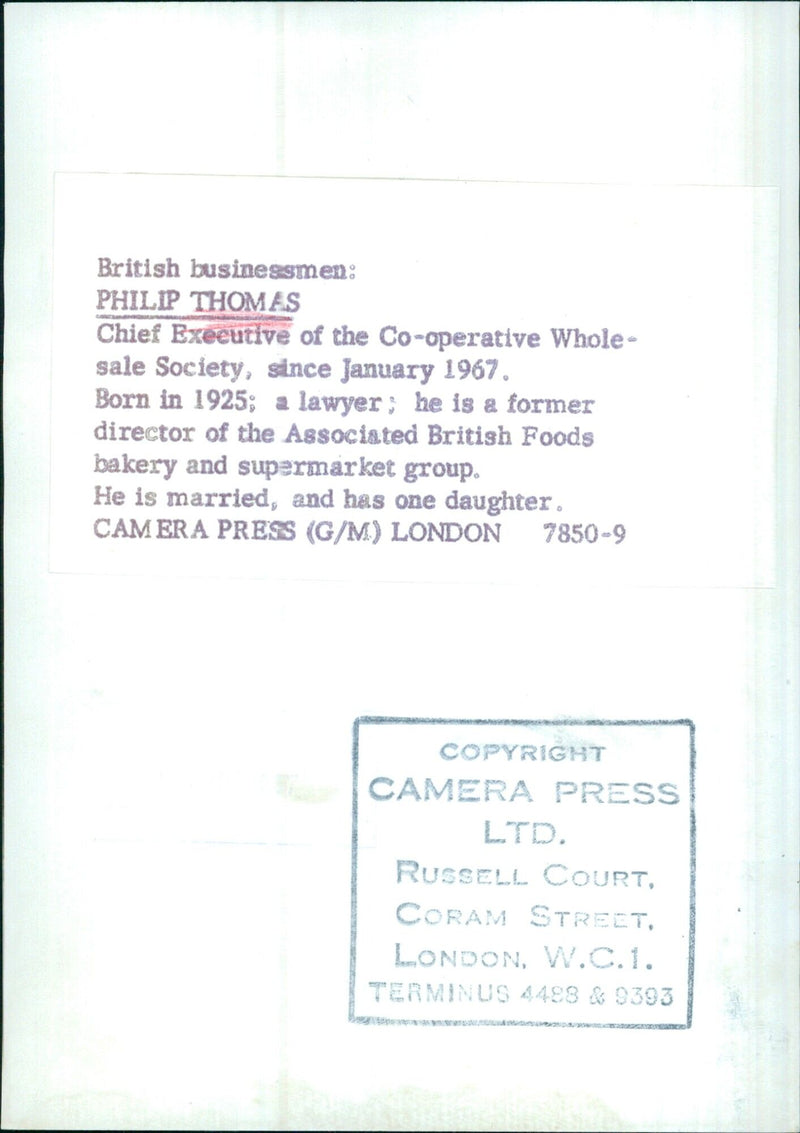 British businessmen:
PHILIP THOMAS
Chief Executive of the Co-operative Whole-
sale Society, since January 1967.
Born in 1925; a lawyer; he is a former
director of the Associated British Foods
bakery and supermarket group.
He is married, and has one daughter.
CAMERA PRESS (G/M) LONDON 7850-9
COPYRIGHT
CAMERA PRESS
LTD.
RUSSELL COURT,
CORAM STREET,
LONDON, W.C.1.
TERMINUS 4488 & 9393